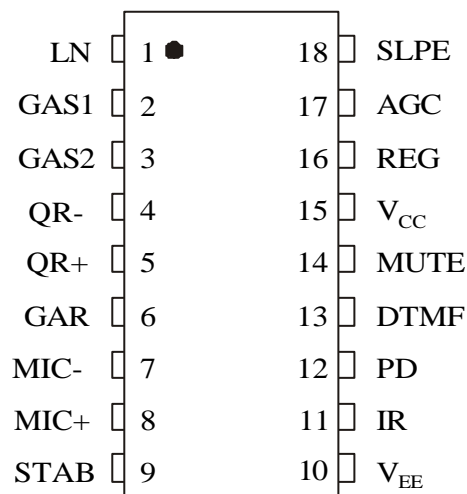 LN 1 18 SLPE
GAS1 2 17 AGC
GAS2 3 16 REG
QR- 4 15 VCC
QR+ 5 14 MUTE
GAR 6 13 DTMF
MIC- 7 12 PD
MIC+ 8 11 IR
STAB 9 10 VEE